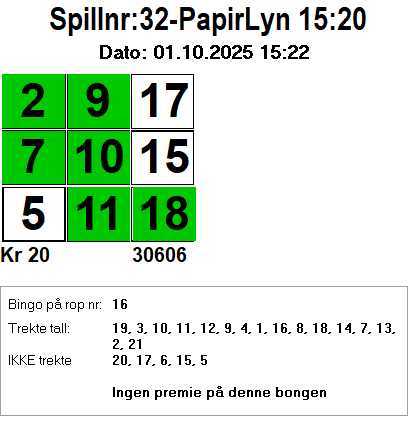 Spillnr:32-PapirLyn 15:20
Dato: 01.10.2025 15:22
2 9 17
7 10 15
5 11 18
Kr 20 30606
Bingo på rop nr: 16
Trekte tall: 19, 3, 10, 11, 12, 9, 4, 1, 16, 8, 18, 14, 7, 13,
2, 21
IKKE trekte 20, 17, 6, 15, 5
Ingen premie på denne bongen